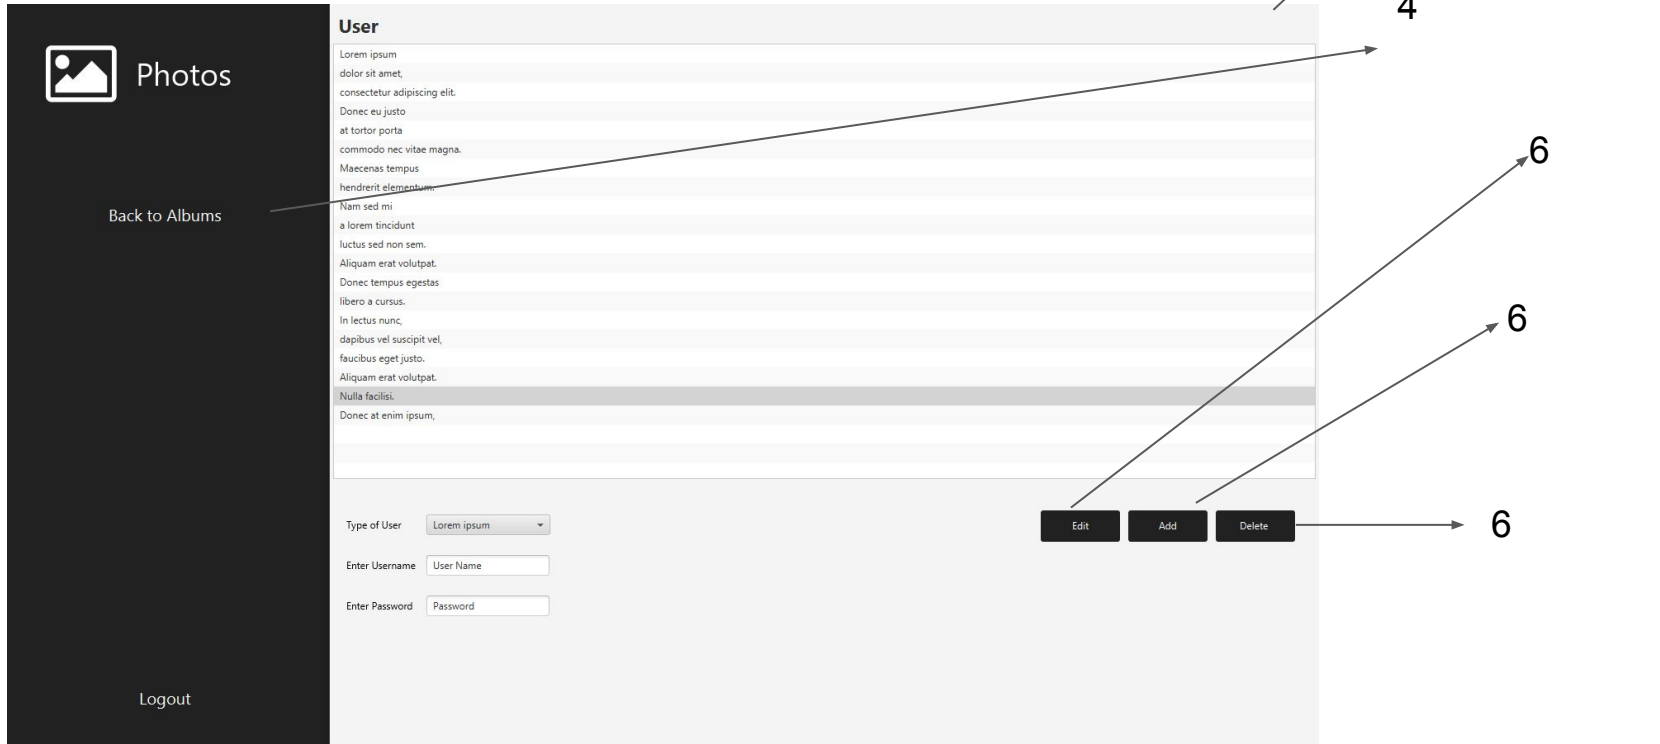 4
User
Photos
Lorem ipsum
dolor sit amet,
consectetur adipiscing elit.
Donec eu justo
at tortor porta
commodo nec vitae magna.
Maecenas tempus
hendrerit elementum.
Nam sed mi
a lorem tincidunt
luctus sed non sem.
Aliquam erat volutpat.
Donec tempus egestas
libero a cursus.
In lectus nunc,
dapibus vel suscipit vel,
faucibus eget justo.
Aliquam erat volutpat.
Nulla facilisi.
Donec at enim ipsum,
Back to Albums
6
6
Type of User Lorem ipsum
Edit Add Delete 6
Enter Username User Name
Enter Password Password
Logout